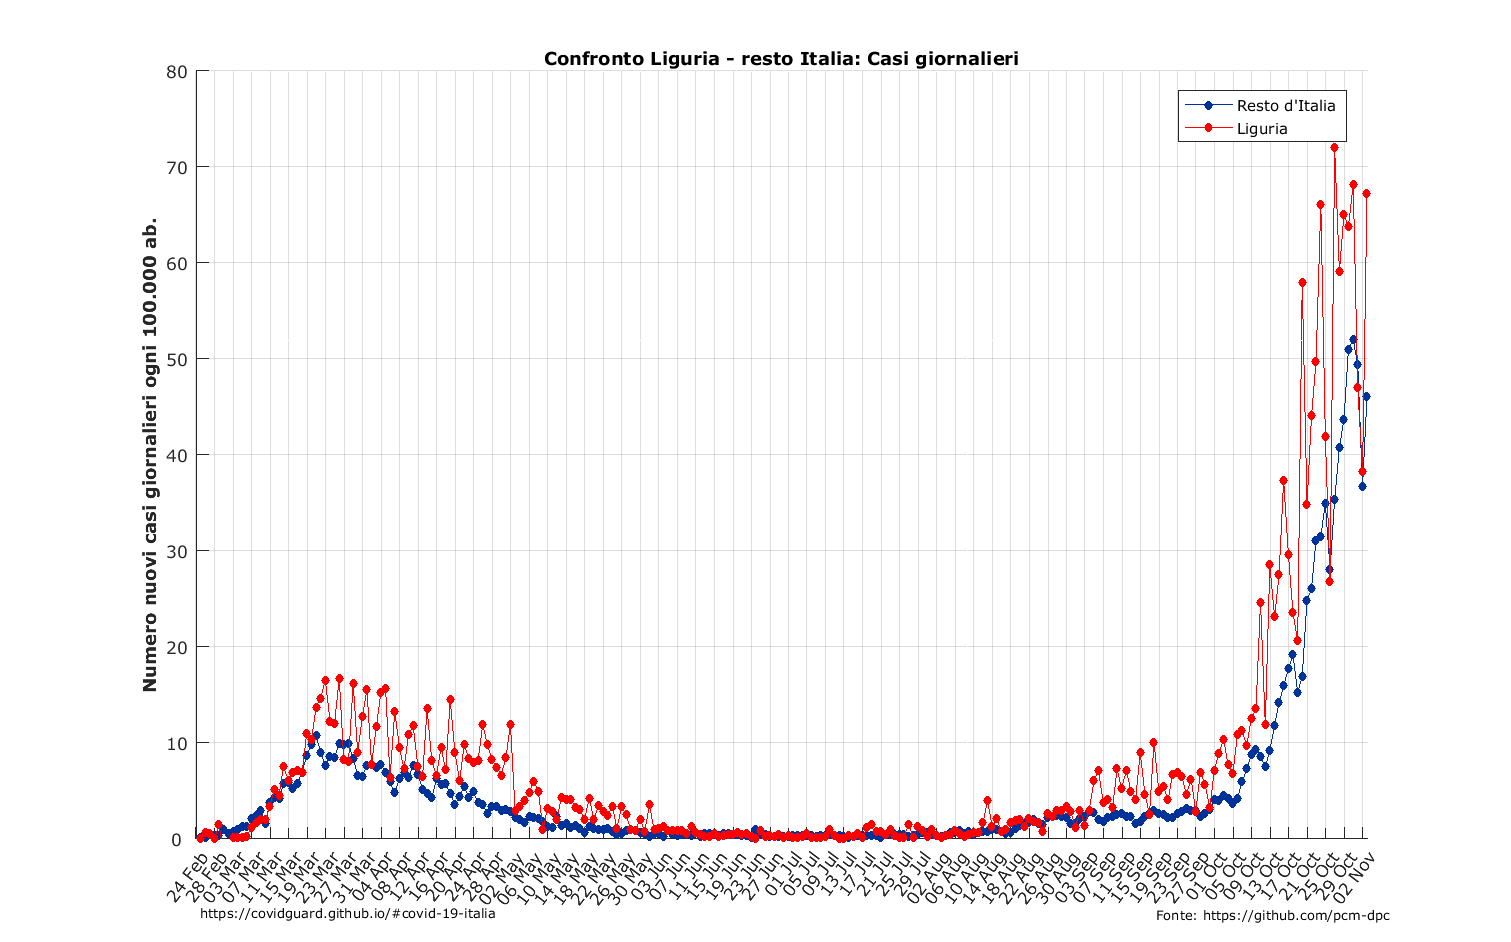 Confronto Liguria - resto Italia: Casi giornalieri
Resto d'Italia
Liguria
Numero nuovi casi giornalieri ogni 100.000 ab.
80
70
60
50
40
30
20
10
0
24 Feb
28 Feb
03 Mar
07 Mar
11 Mar
15 Mar
19 Mar
23 Mar
27 Mar
31 Mar
04 Apr
08 Apr
12 Apr
16 Apr
20 Apr
24 Apr
28 Apr
02 May
06 May
10 May
14 May
18 May
22 May
26 May
30 May
03 Jun
07 Jun
11 Jun
15 Jun
19 Jun
23 Jun
27 Jun
01 Jul
05 Jul
09 Jul
13 Jul
17 Jul
21 Jul
25 Jul
29 Jul
02 Aug
06 Aug
10 Aug
14 Aug
18 Aug
22 Aug
26 Aug
30 Aug
03 Sep
07 Sep
11 Sep
15 Sep
19 Sep
23 Sep
27 Sep
01 Oct
05 Oct
09 Oct
13 Oct
17 Oct
21 Oct
25 Oct
29 Oct
02 Nov
https://covidguard.github.io/#covid-19-italia
Fonte: https://github.com/pcm-dpc